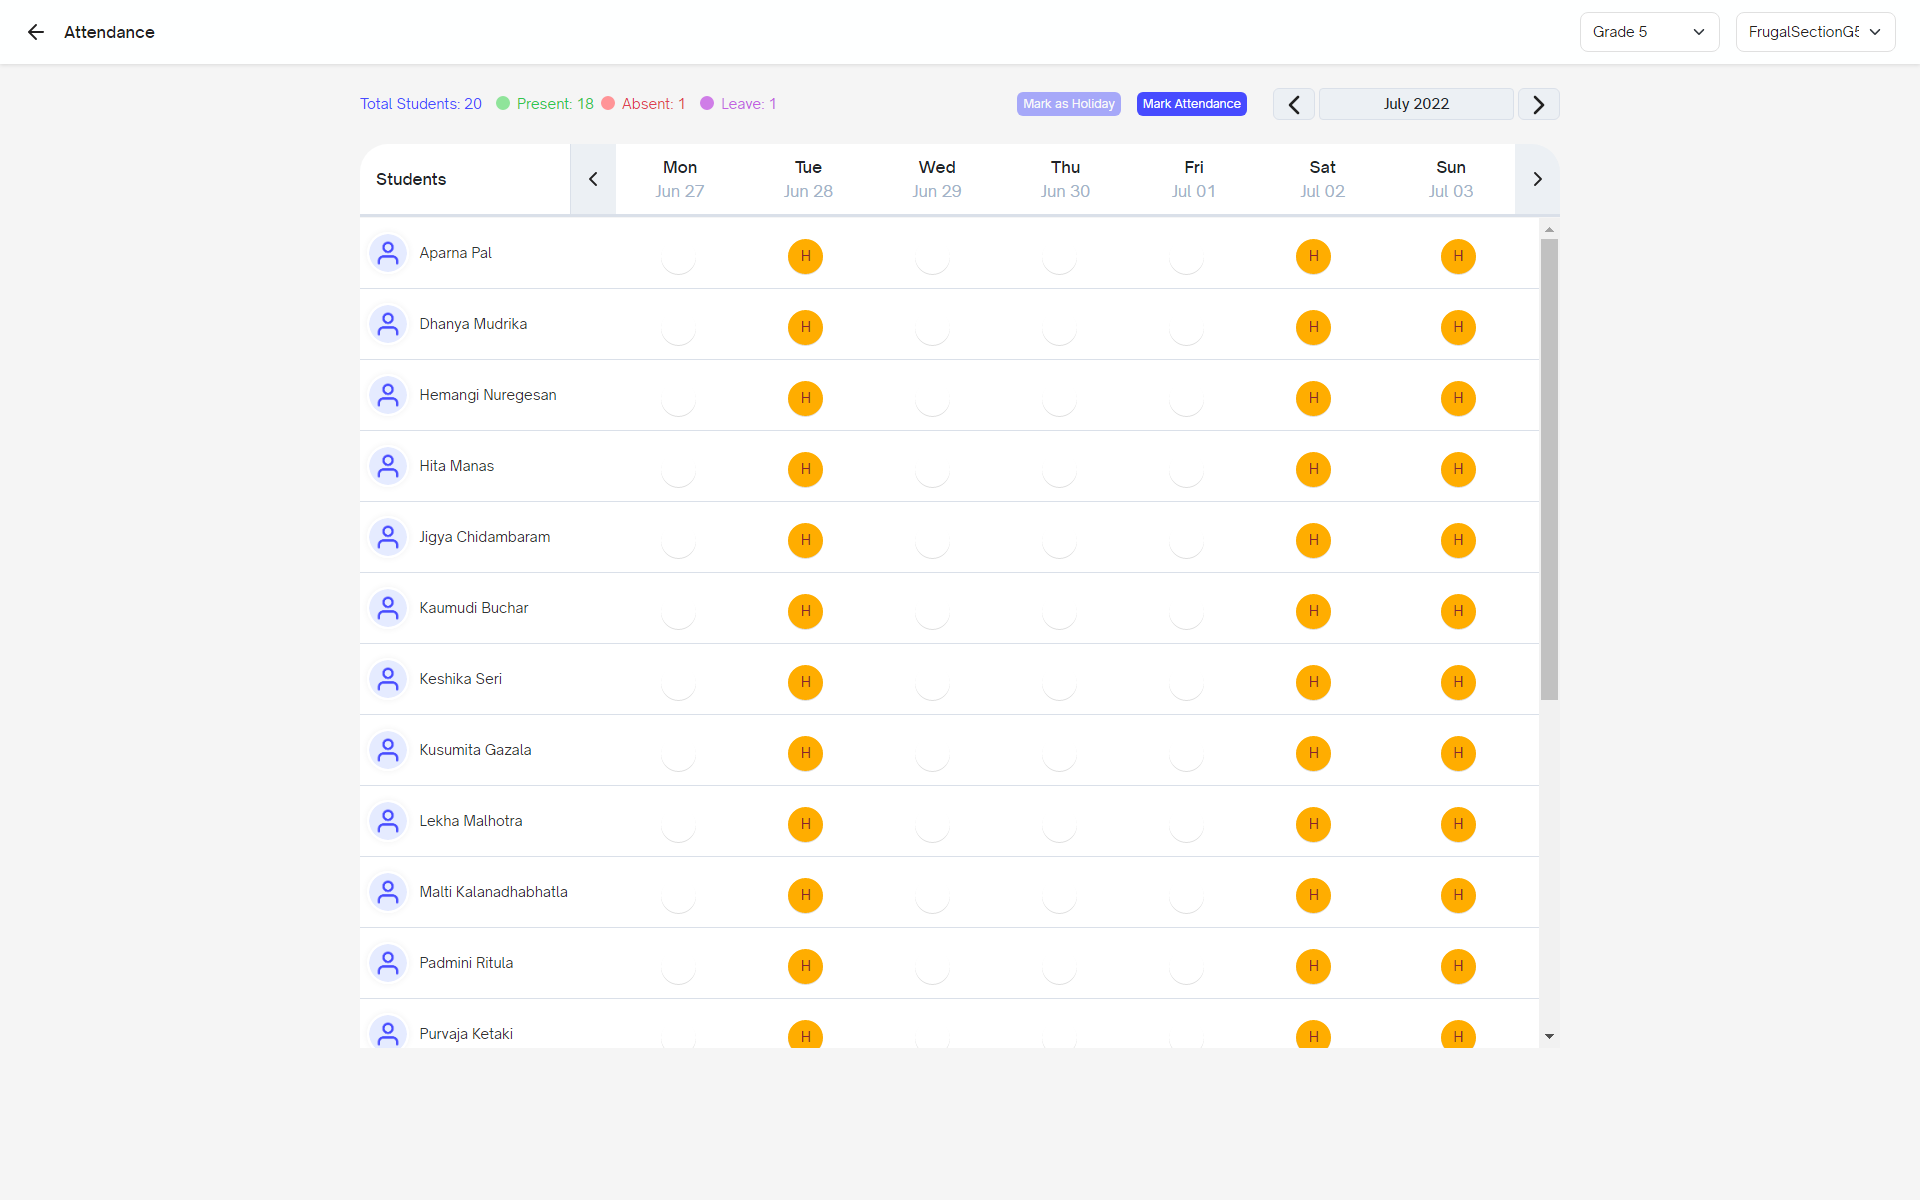 Attendance
Grade 5
FrugalSectionG5
Total Students: 20 Present: 18 Absent: 1 Leave: 1
Mark as Holiday
Mark Attendance
July 2022
Students
Mon Tue Wed Thu Fri Sat Sun
Jun 27 Jun 28 Jun 29 Jun 30 Jul 01 Jul 02 Jul 03
Aparna Pal H H H
Dhanya Mudrika H H H
Hemangi Nuregesan H H H
Hita Manas H H H
Jigya Chidambaram H H H
Kaumudi Buchar H H H
Keshika Seri H H H
Kusumita Gazala H H H
Lekha Malhotra H H H
Malti Kalanadhabhatla H H H
Padmini Ritula H H H
Purvaja Ketaki H H H